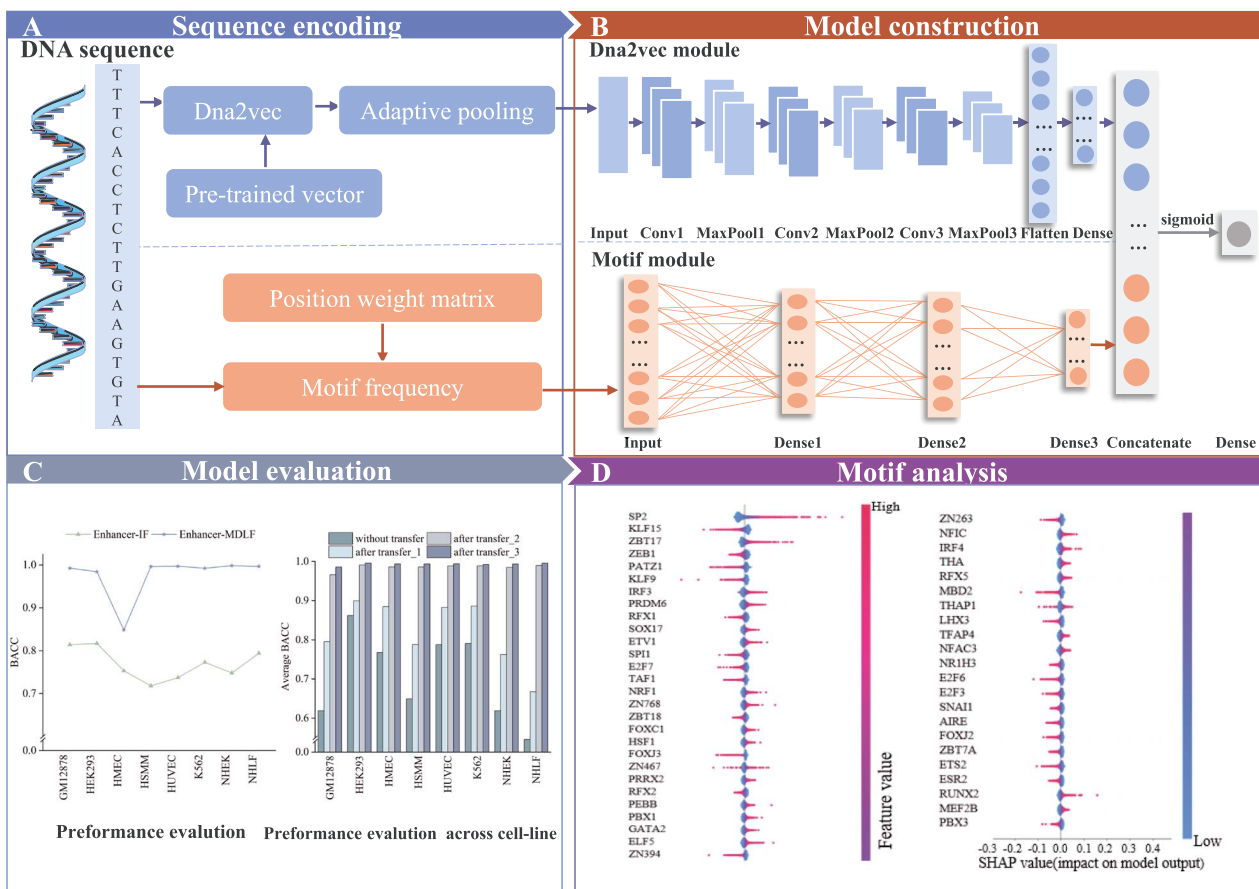 A Sequence encoding
DNA sequence
T
T
T
C
A
C
C
T
C
T
T
G
A
A
G
T
G
T
A
Dna2vec
Adaptive pooling
Pre-trained vector
Position weight matrix
Motif frequency
B Model construction
Dna2vec module
...
...
...
...
Input Conv1 MaxPool1 Conv2 MaxPool2 Conv3 MaxPool3 Flatten Dense
...
...
sigmoid
Motif module
...
...
...
...
...
...
...
...
Input Dense1 Dense2 Dense3 Concatenate Dense
C Model evaluation
Enhancer-IF Enhancer-MDLF
BACC
1.0
0.9
0.8
0.7
0.0
GM12878
HEK293
HMEC
HSMM
HUVEC
K562
NHEK
NHLF
Preformance evalution
without transfer after transfer_2
after transfer_1 after transfer_3
Average BACC
1.0
0.9
0.8
0.7
0.6
0.0
GM12878
HEK293
HMEC
HSMM
HUVEC
K562
NHEK
NHLF
Preformance evalution across cell-line
D Motif analysis
SP2
KLF15
ZBT17
ZEB1
PATZ1
KLF9
IRF3
PRDM6
RFX1
SOX17
ETV1
SPI1
E2F7
TAF1
NRF1
ZN768
ZBT18
FOXC1
HSF1
FOXJ3
ZN467
PRRX2
RFX2
PEBB
PBX1
GATA2
ELF5
ZN394
High
Feature value
ZN263
NFIC
IRF4
THA
RFX5
MBD2
THAP1
LHX3
TFAP4
NFAC3
NR1H3
E2F6
E2F3
SNAI1
AIRE
FOXJ2
ZBT7A
ETS2
ESR2
RUNX2
MEF2B
PBX3
Low
-0.3 -0.1 0.0 0.2 0.4
SHAP value(impact on model output)